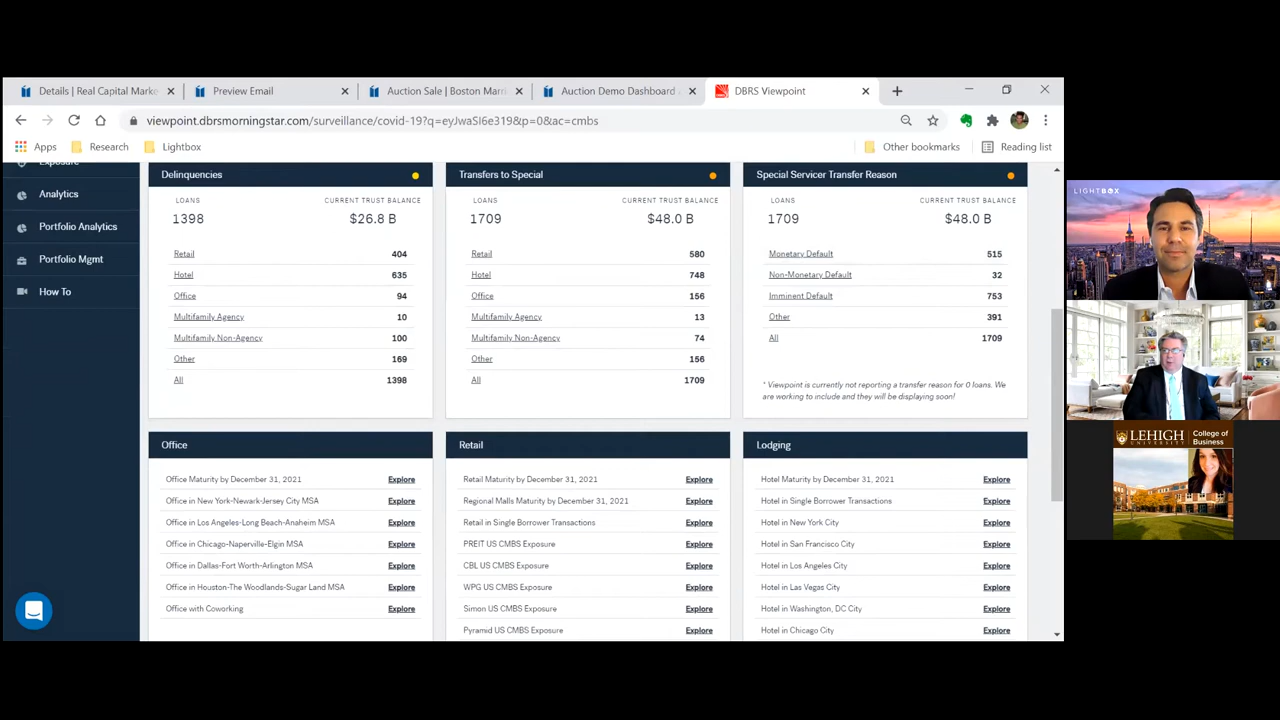 Details | Real Capital Marke
Preview Email
Auction Sale | Boston Marri
Auction Demo Dashboard
DBRS Viewpoint
viewpoint.dbrsmorningstar.com/surveillance/covid-19?q=eyJwaSI6e319&p=0&ac=cmbs
Apps
Research
Lightbox
Other bookmarks
Reading list
Exposure
Analytics
Portfolio Analytics
Portfolio Mgmt
How To
Delinquencies
LOANS CURRENT TRUST BALANCE
1398 $26.8 B
Retail 404
Hotel 635
Office 94
Multifamily Agency 10
Multifamily Non-Agency 100
Other 169
All 1398
Transfers to Special
LOANS CURRENT TRUST BALANCE
1709 $48.0 B
Retail 580
Hotel 748
Office 156
Multifamily Agency 13
Multifamily Non-Agency 74
Other 156
All 1709
Special Servicer Transfer Reason
LOANS CURRENT TRUST BALANCE
1709 $48.0 B
Monetary Default 515
Non-Monetary Default 32
Imminent Default 753
Other 391
All 1709
* Viewpoint is currently not reporting a transfer reason for 0 loans. We
are working to include and they will be displaying soon!
Office
Office Maturity by December 31, 2021 Explore
Office in New York-Newark-Jersey City MSA Explore
Office in Los Angeles-Long Beach-Anaheim MSA Explore
Office in Chicago-Naperville-Elgin MSA Explore
Office in Dallas-Fort Worth-Arlington MSA Explore
Office in Houston-The Woodlands-Sugar Land MSA Explore
Office with Coworking Explore
Retail
Retail Maturity by December 31, 2021 Explore
Regional Malls Maturity by December 31, 2021 Explore
Retail in Single Borrower Transactions Explore
PREIT US CMBS Exposure Explore
CBL US CMBS Exposure Explore
WPG US CMBS Exposure Explore
Simon US CMBS Exposure Explore
Pyramid US CMBS Exposure Explore
Lodging
Hotel Maturity by December 31, 2021 Explore
Hotel in Single Borrower Transactions Explore
Hotel in New York City Explore
Hotel in San Francisco City Explore
Hotel in Los Angeles City Explore
Hotel in Las Vegas City Explore
Hotel in Washington, DC City Explore
Hotel in Chicago City Explore
LIGHTBOX
LEHIGH UNIVERSITY College of
Business